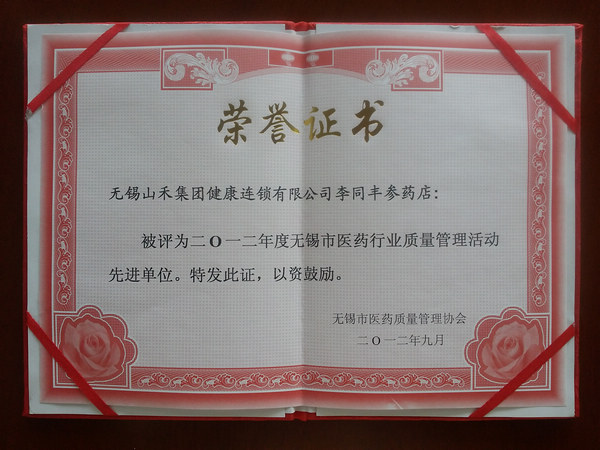 荣誉证书
无锡山禾集团健康连锁有限公司李同丰参药店：
被评为二O一二年度无锡市医药行业质量管理活动
先进单位。特发此证，以资鼓励。
无锡市医药质量管理协会
二O一二年九月